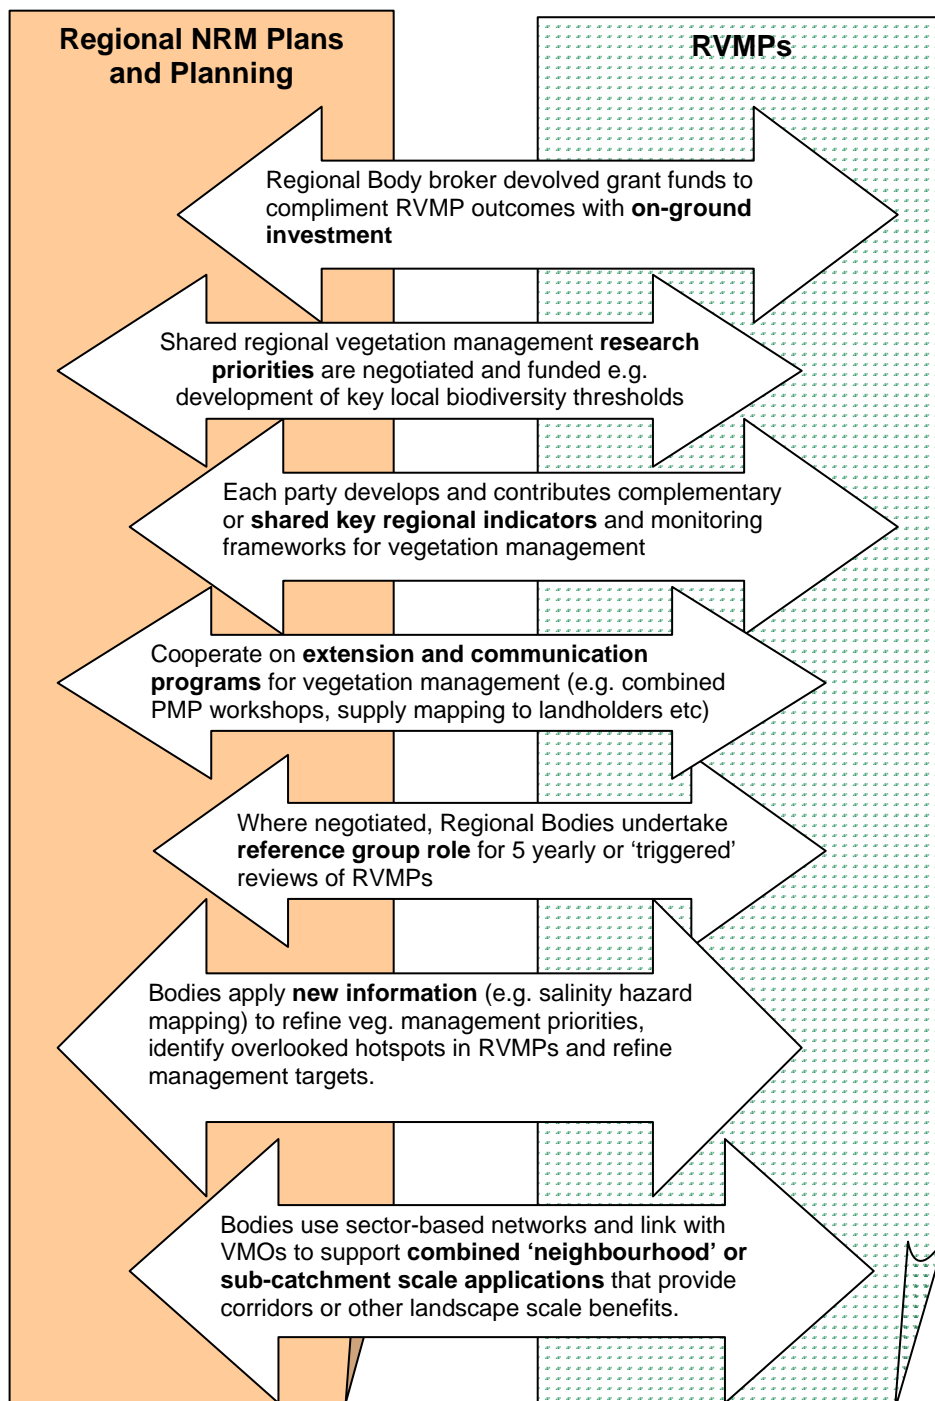 Regional NRM Plans
and Planning
RVMPs
Regional Body broker devolved grant funds to
compliment RVMP outcomes with on-ground
investment
Shared regional vegetation management research
priorities are negotiated and funded e.g.
development of key local biodiversity thresholds
Each party develops and contributes complementary
or shared key regional indicators and monitoring
frameworks for vegetation management
Cooperate on extension and communication
programs for vegetation management (e.g. combined
PMP workshops, supply mapping to landholders etc)
Where negotiated, Regional Bodies undertake
reference group role for 5 yearly or ‘triggered’
reviews of RVMPs
Bodies apply new information (e.g. salinity hazard
mapping) to refine veg. management priorities,
identify overlooked hotspots in RVMPs and refine
management targets.
Bodies use sector-based networks and link with
VMOs to support combined ‘neighbourhood’ or
sub-catchment scale applications that provide
corridors or other landscape scale benefits.